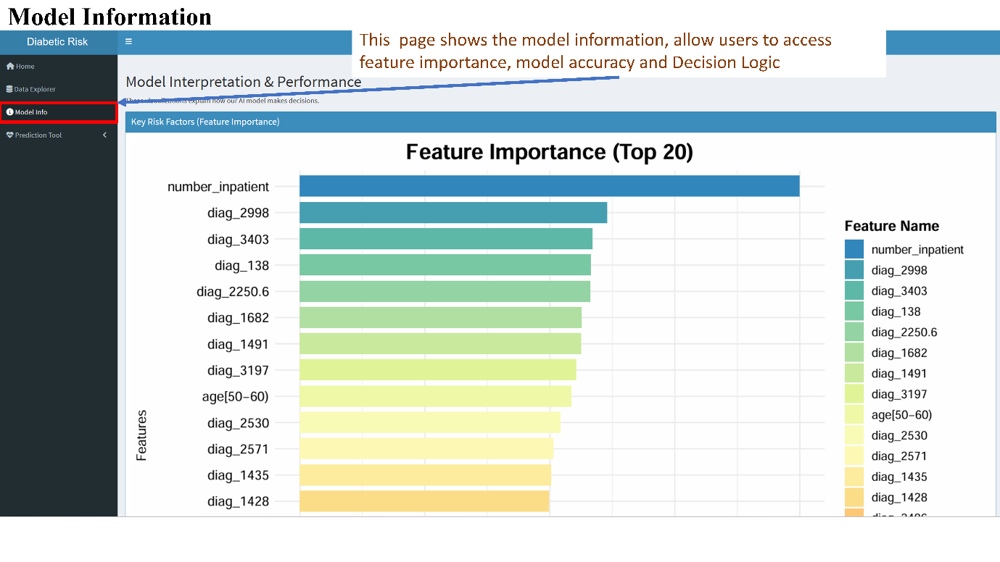 Model Information
Diabetic Risk
This  page shows the model information, allow users to access
feature importance, model accuracy and Decision Logic
Home
Data Explorer
Model Info
Prediction Tool
Model Interpretation & Performance
These visualizations explain how our AI model makes decisions.
Key Risk Factors (Feature Importance)
Feature Importance (Top 20)
number_inpatient
diag_2998
diag_3403
diag_138
diag_2250.6
diag_1682
diag_1491
diag_3197
age[50−60)
diag_2530
diag_2571
diag_1435
diag_1428
Features
Feature Name
number_inpatient
diag_2998
diag_3403
diag_138
diag_2250.6
diag_1682
diag_1491
diag_3197
age[50−60)
diag_2530
diag_2571
diag_1435
diag_1428